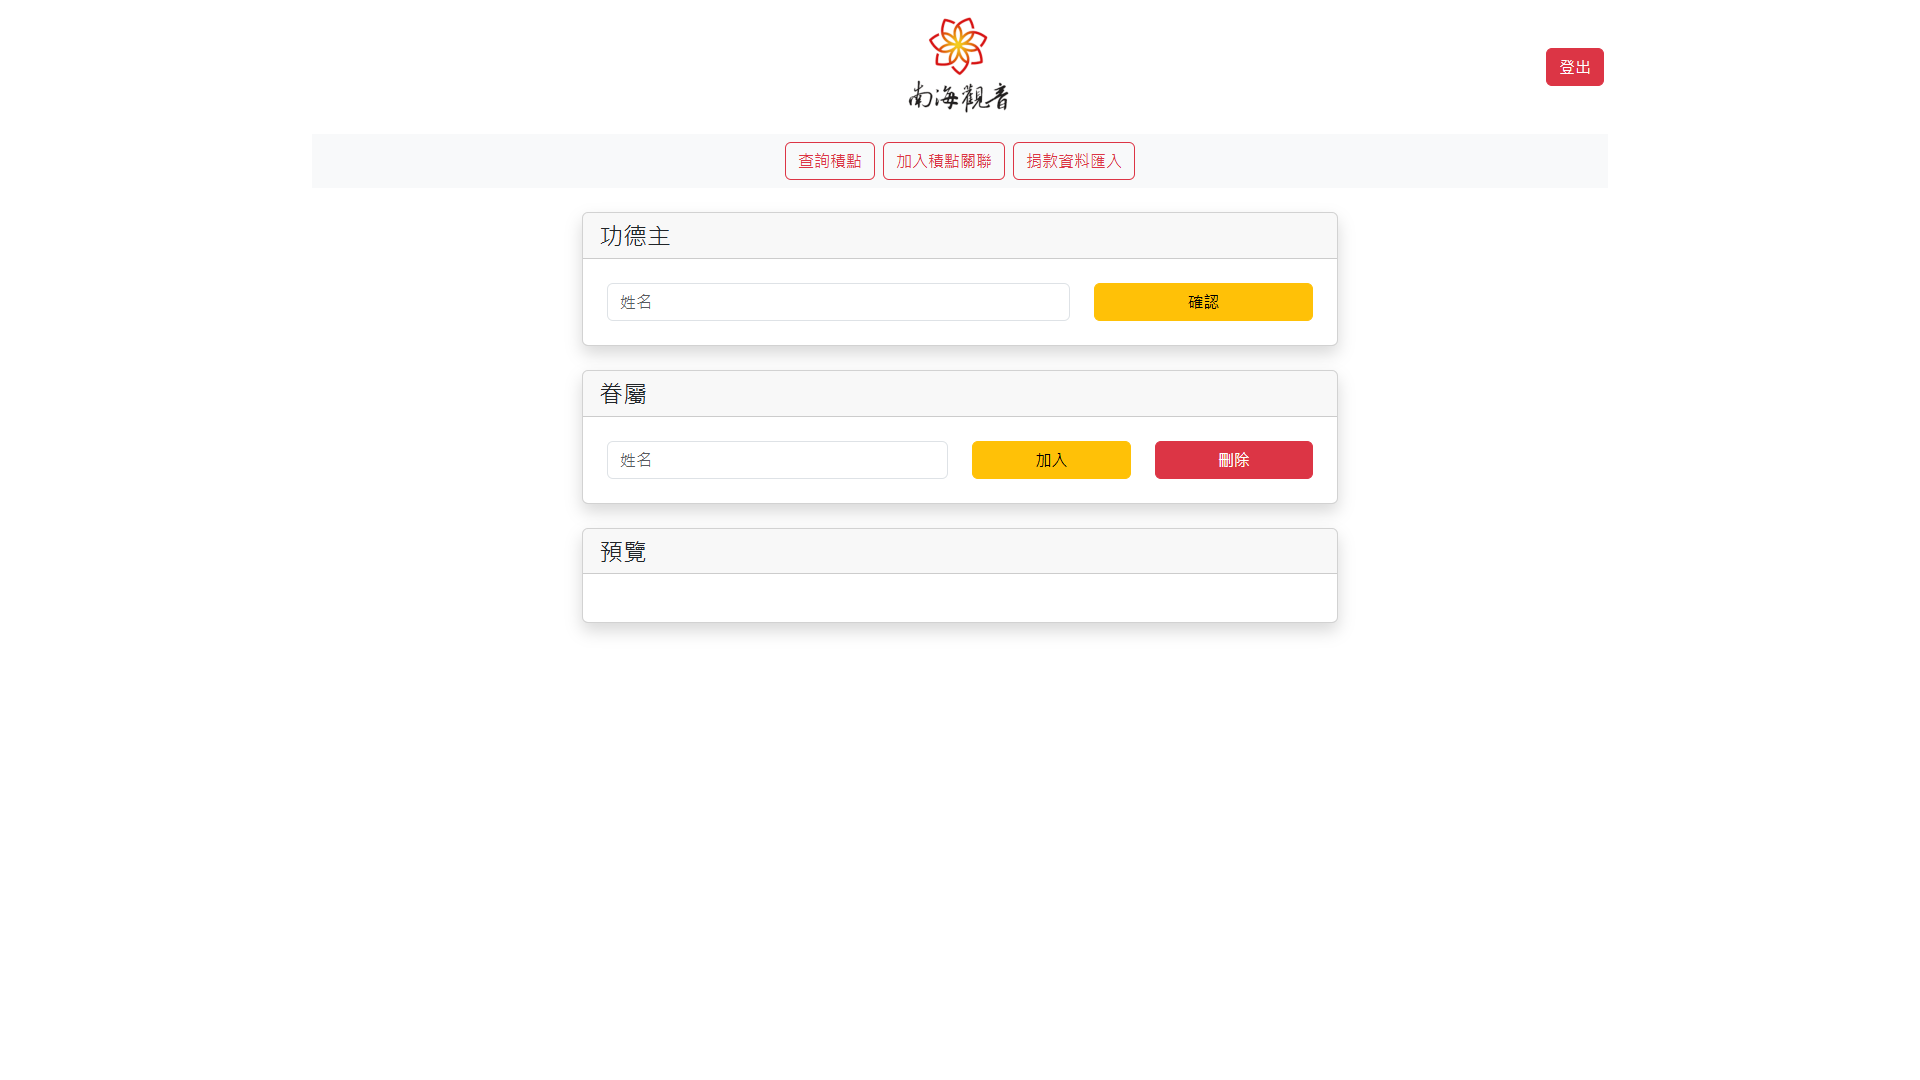 南海觀音
登出
查詢積點 加入積點關聯 捐款資料匯入
功德主
姓名 確認
眷屬
姓名 加入 刪除
預覽